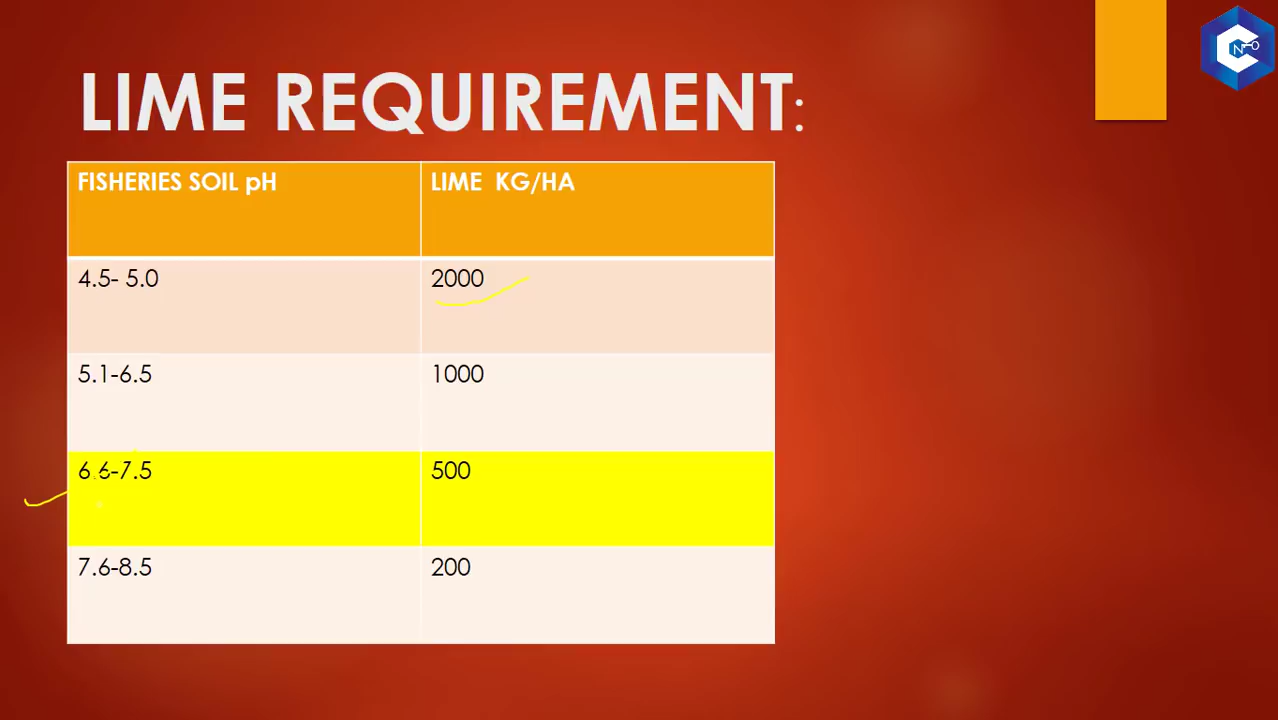 LIME REQUIREMENT:
FISHERIES SOIL pH LIME KG/HA
4.5- 5.0 2000
5.1-6.5 1000
6.6-7.5 500
7.6-8.5 200
CN